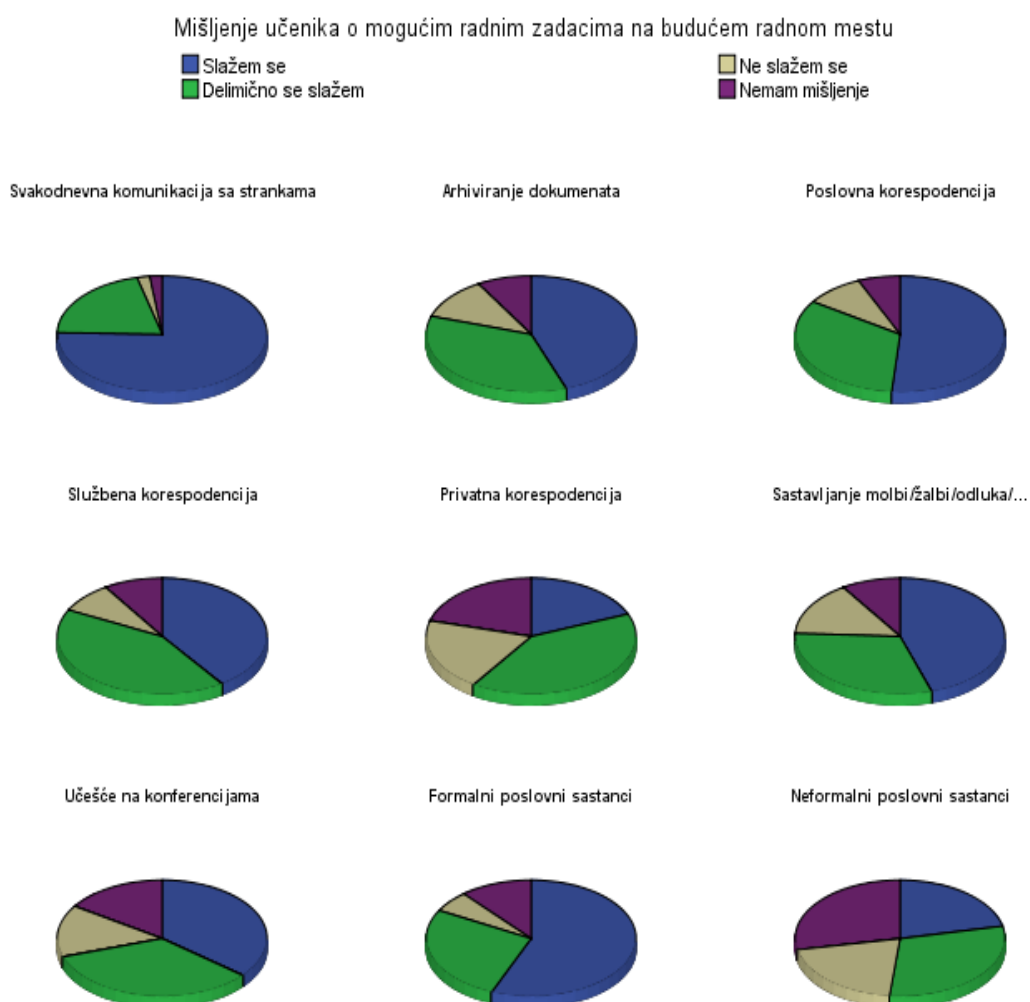 Mišljenje učenika o mogućim radnim zadacima na budućem radnom mestu
Slažem se
Ne slažem se
Delimično se slažem
Nemam mišljenje
Svakodnevna komunikacija sa strankama
Arhiviranje dokumenata
Poslovna korespodencija
Službena korespodencija
Privatna korespodencija
Sastavljanje molbi/žalbi/odluka/...
Učešće na konferencijama
Formalni poslovni sastanci
Neformalni poslovni sastanci